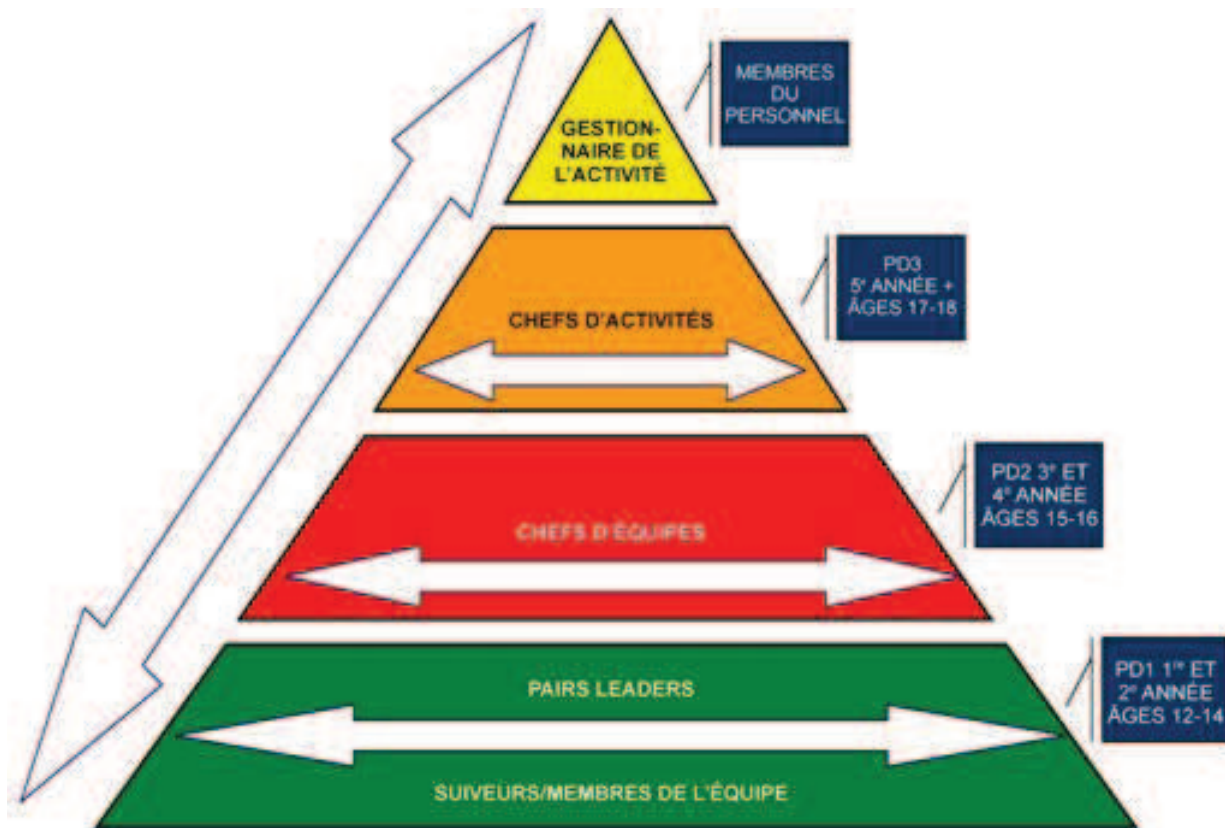 GESTION-
NAIRE DE
L'ACTIVITÉ
MEMBRES
DU
PERSONNEL
CHEFS D'ACTIVITÉS
PD3
5e ANNÉE +
ÂGES 17-18
CHEFS D'ÉQUIPES
PD2 3e ET
4e ANNÉE
ÂGES 15-16
PAIRS LEADERS
SUIVEURS/MEMBRES DE L'ÉQUIPE
PD1 1re ET
2e ANNÉE
ÂGES 12-14